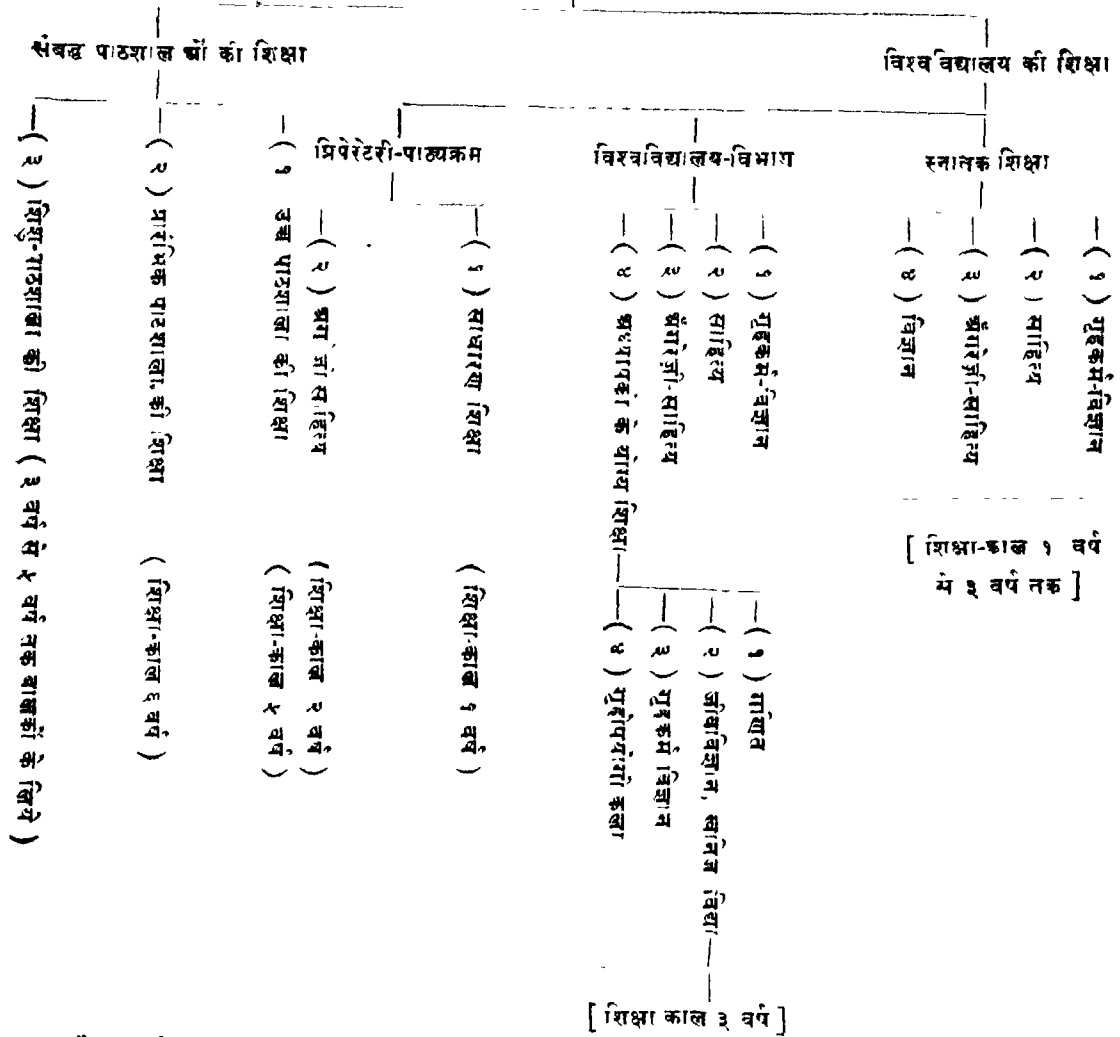 संबद्ध पाठशालाओं की शिक्षा
विश्वविद्यालय की शिक्षा
प्रिपेरेटरी-पाठ्यक्रम
विश्वविद्यालय-विभाग
स्नातक शिक्षा
( १ उच्च पाठशाला की शिक्षा ( शिक्षा-काल ५ वर्ष )
( २ ) प्रारंभिक पाठशाला की शिक्षा ( शिक्षा-काल ६ वर्ष )
( ३ ) शिशु-पाठशाला की शिक्षा ( ३ वर्ष से ५ वर्ष तक बालकों के लिये )
( १ ) साधारण शिक्षा ( शिक्षा-काल १ वर्ष )
( २ ) अंगरेज़ी साहित्य ( शिक्षा-काल २ वर्ष )
( १ ) गृहकर्म-विज्ञान
( २ ) साहित्य
( ३ ) अँगरेज़ी-साहित्य
( ४ ) अध्यापकों के योग्य शिक्षा
( १ ) गणित
( २ ) जीवविज्ञान, खनिज विद्या
( ३ ) गृहकर्म विज्ञान
( ४ ) गृहोपयोगी कला
[ शिक्षा काल ३ वर्ष ]
( १ ) गृहकर्म-विज्ञान
( २ ) साहित्य
( ३ ) अँगरेज़ी-साहित्य
( ४ ) विज्ञान
[ शिक्षा-काल १ वर्ष
से ३ वर्ष तक ]